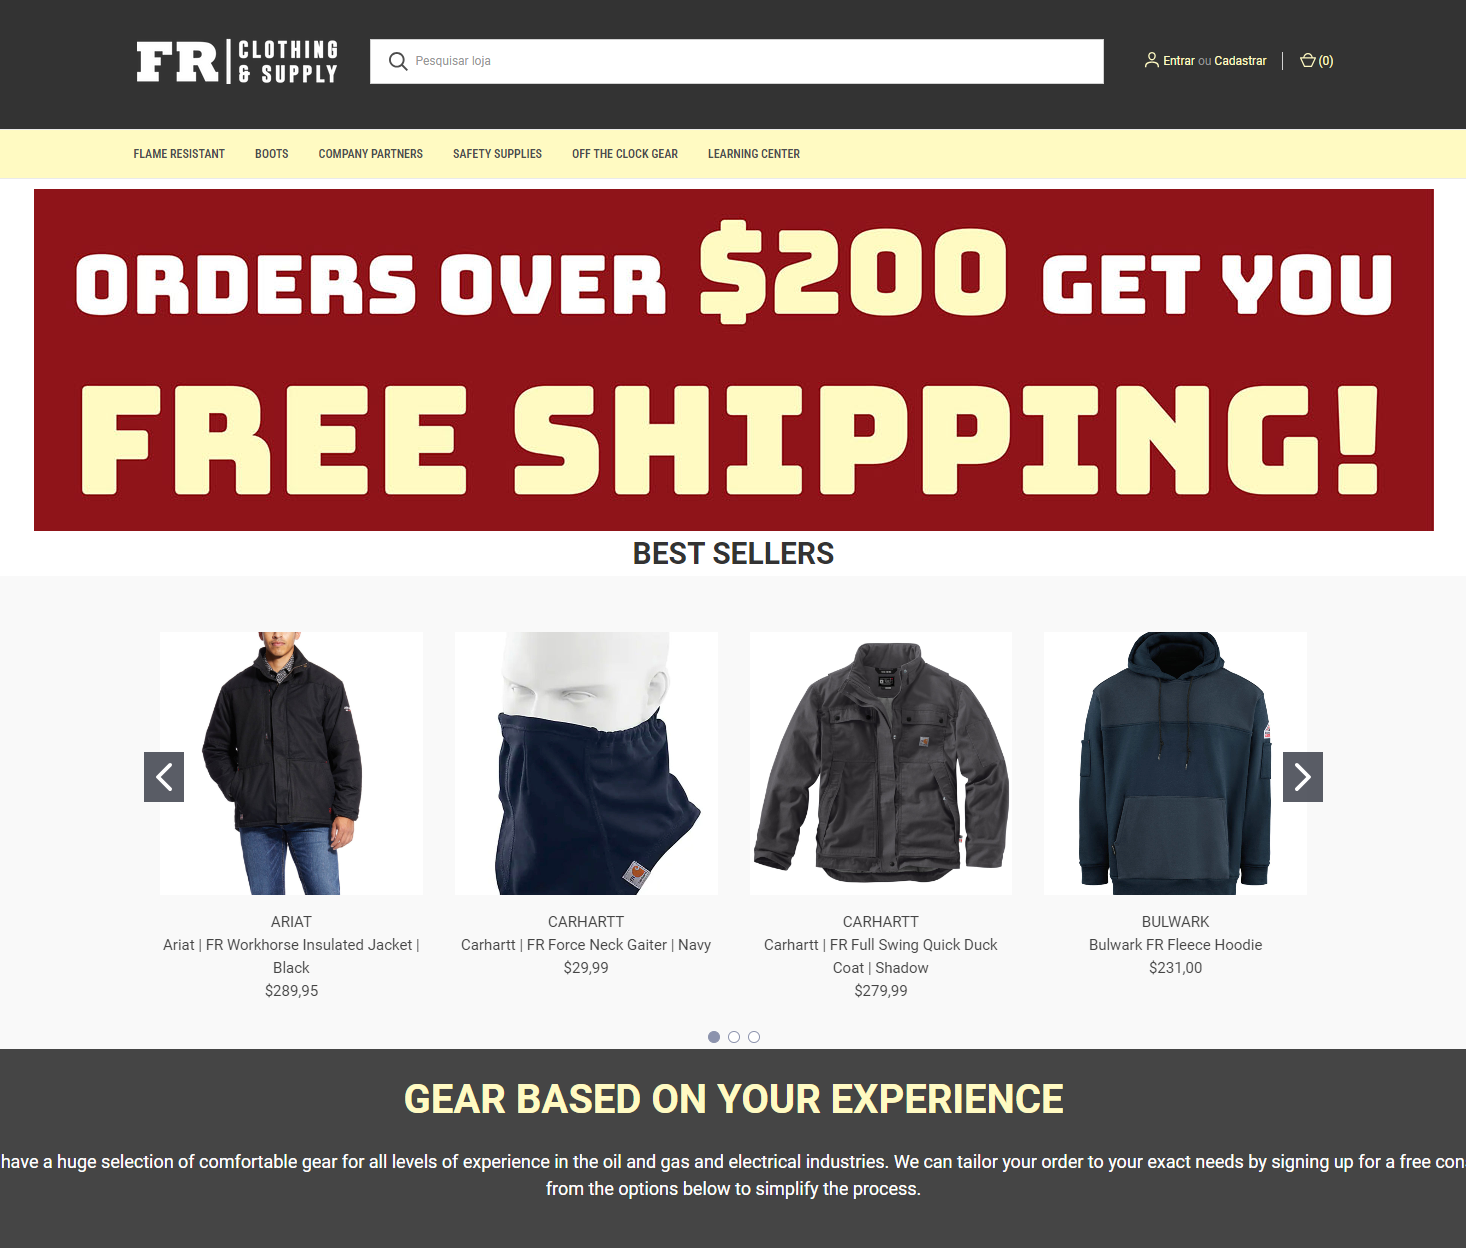 FR CLOTHING
& SUPPLY
Pesquisar loja
Entrar ou Cadastrar
(0)
FLAME RESISTANT BOOTS COMPANY PARTNERS SAFETY SUPPLIES OFF THE CLOCK GEAR LEARNING CENTER
ORDERS OVER $200 GET YOU
FREE SHIPPING!
BEST SELLERS
ARIAT
Ariat | FR Workhorse Insulated Jacket |
Black
$289,95
CARHARTT
Carhartt | FR Force Neck Gaiter | Navy
$29,99
CARHARTT
Carhartt | FR Full Swing Quick Duck
Coat | Shadow
$279,99
BULWARK
Bulwark FR Fleece Hoodie
$231,00
GEAR BASED ON YOUR EXPERIENCE
have a huge selection of comfortable gear for all levels of experience in the oil and gas and electrical industries. We can tailor your order to your exact needs by signing up for a free con
from the options below to simplify the process.